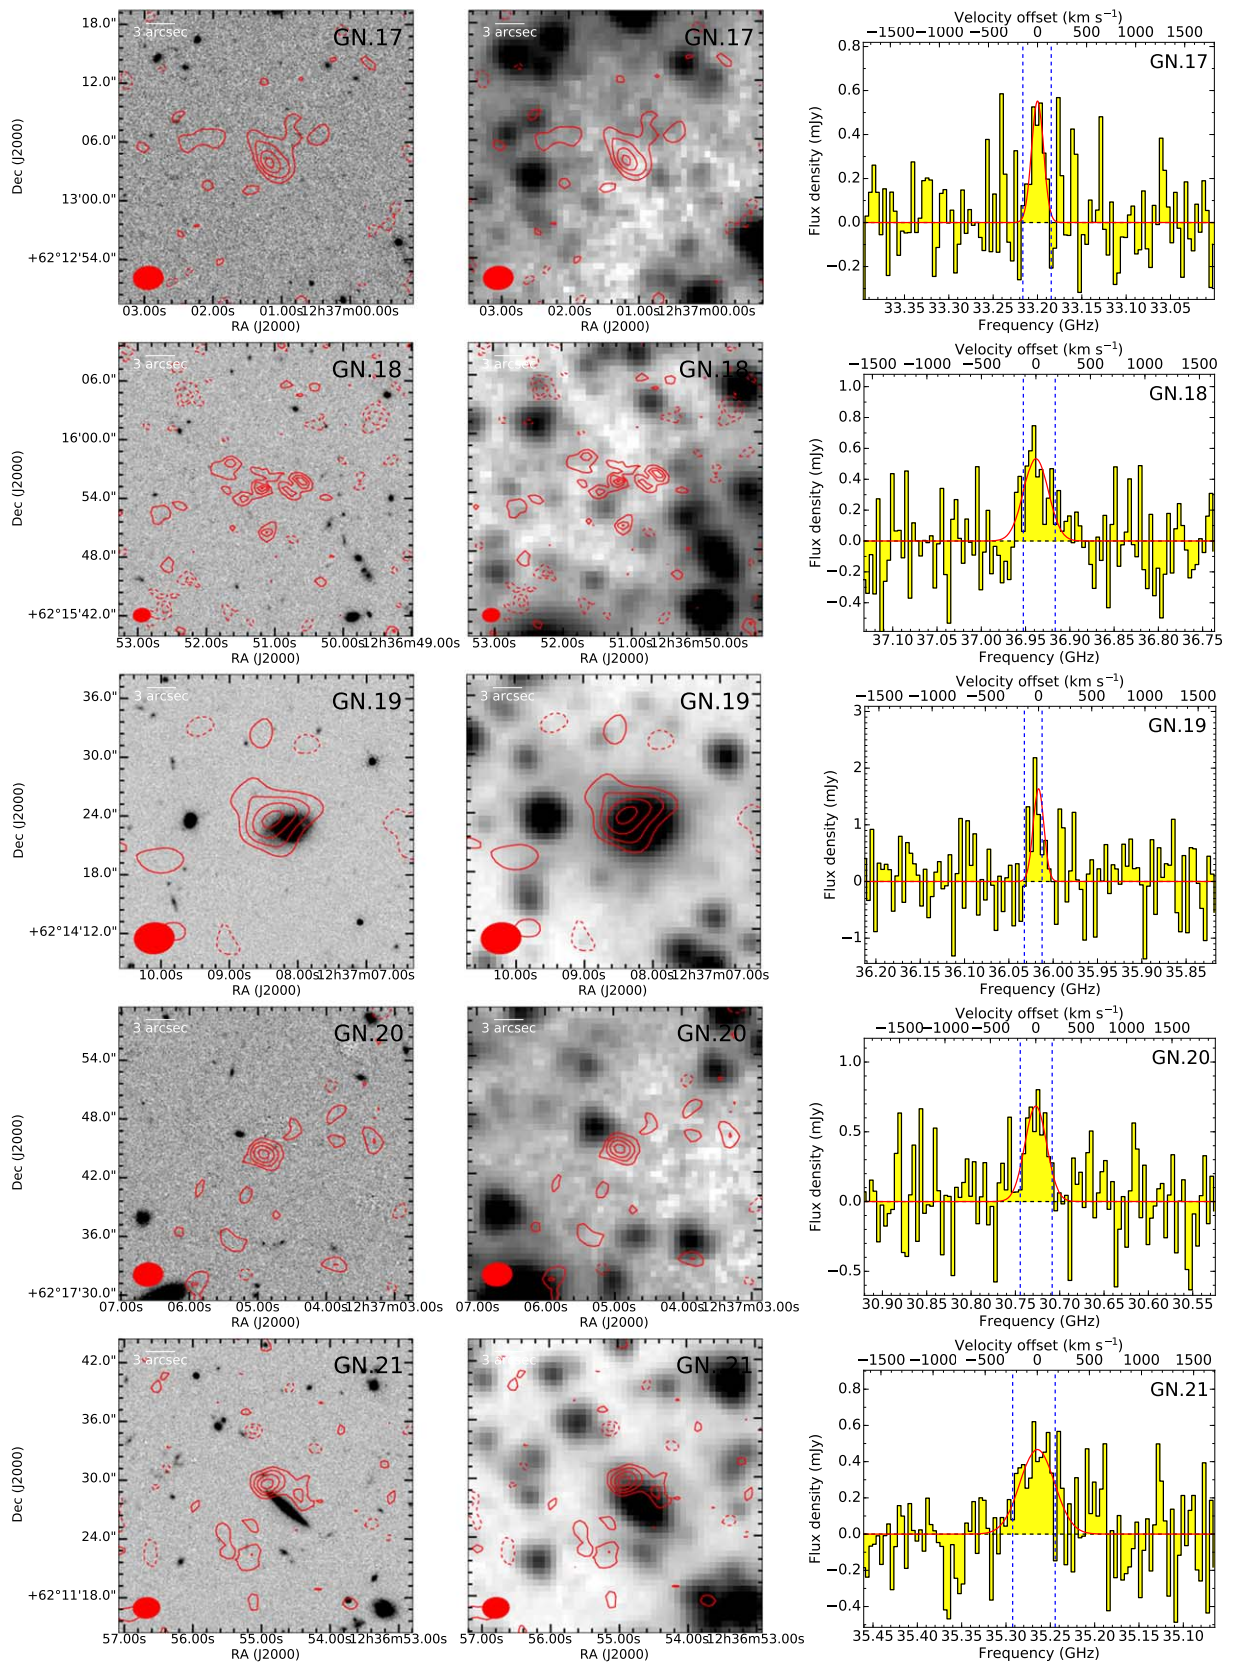 3 arcsec GN.17
18.0"
12.0"
06.0"
13'00.0"
+62°12'54.0"
Dec (J2000)
03.00s 02.00s 01.00s 12h37m00.00s
RA (J2000)
3 arcsec GN.17
03.00s 02.00s 01.00s 12h37m00.00s
RA (J2000)
Velocity offset (km s⁻¹)
−1500 −1000 −500 0 500 1000 1500
GN.17
0.8
0.6
0.4
0.2
0.0
−0.2
Flux density (mJy)
33.35 33.30 33.25 33.20 33.15 33.10 33.05
Frequency (GHz)
3 arcsec GN.18
06.0"
16'00.0"
54.0"
48.0"
+62°15'42.0"
Dec (J2000)
53.00s 52.00s 51.00s 50.00s 12h36m49.00s
RA (J2000)
3 arcsec GN.18
53.00s 52.00s 51.00s 12h36m50.00s
RA (J2000)
Velocity offset (km s⁻¹)
−1500 −1000 −500 0 500 1000 1500
GN.18
1.0
0.8
0.6
0.4
0.2
0.0
−0.2
−0.4
Flux density (mJy)
37.10 37.05 37.00 36.95 36.90 36.85 36.80 36.75
Frequency (GHz)
3 arcsec GN.19
36.0"
30.0"
24.0"
18.0"
+62°14'12.0"
Dec (J2000)
10.00s 09.00s 08.00s 12h37m07.00s
RA (J2000)
3 arcsec GN.19
10.00s 09.00s 08.00s 12h37m07.00s
RA (J2000)
Velocity offset (km s⁻¹)
−1500 −1000 −500 0 500 1000 1500
GN.19
3
2
1
0
−1
Flux density (mJy)
36.20 36.15 36.10 36.05 36.00 35.95 35.90 35.85
Frequency (GHz)
3 arcsec GN.20
54.0"
48.0"
42.0"
36.0"
+62°17'30.0"
Dec (J2000)
07.00s 06.00s 05.00s 04.00s 12h37m03.00s
RA (J2000)
3 arcsec GN.20
07.00s 06.00s 05.00s 04.00s 12h37m03.00s
RA (J2000)
Velocity offset (km s⁻¹)
−1500 −1000 −500 0 500 1000 1500
GN.20
1.0
0.5
0.0
−0.5
Flux density (mJy)
30.90 30.85 30.80 30.75 30.70 30.65 30.60 30.55
Frequency (GHz)
3 arcsec GN.21
42.0"
36.0"
30.0"
24.0"
+62°11'18.0"
Dec (J2000)
57.00s 56.00s 55.00s 54.00s 12h36m53.00s
RA (J2000)
3 arcsec GN.21
57.00s 56.00s 55.00s 54.00s 12h36m53.00s
RA (J2000)
Velocity offset (km s⁻¹)
−1500 −1000 −500 0 500 1000 1500
GN.21
0.8
0.6
0.4
0.2
0.0
−0.2
−0.4
Flux density (mJy)
35.45 35.40 35.35 35.30 35.25 35.20 35.15 35.10
Frequency (GHz)